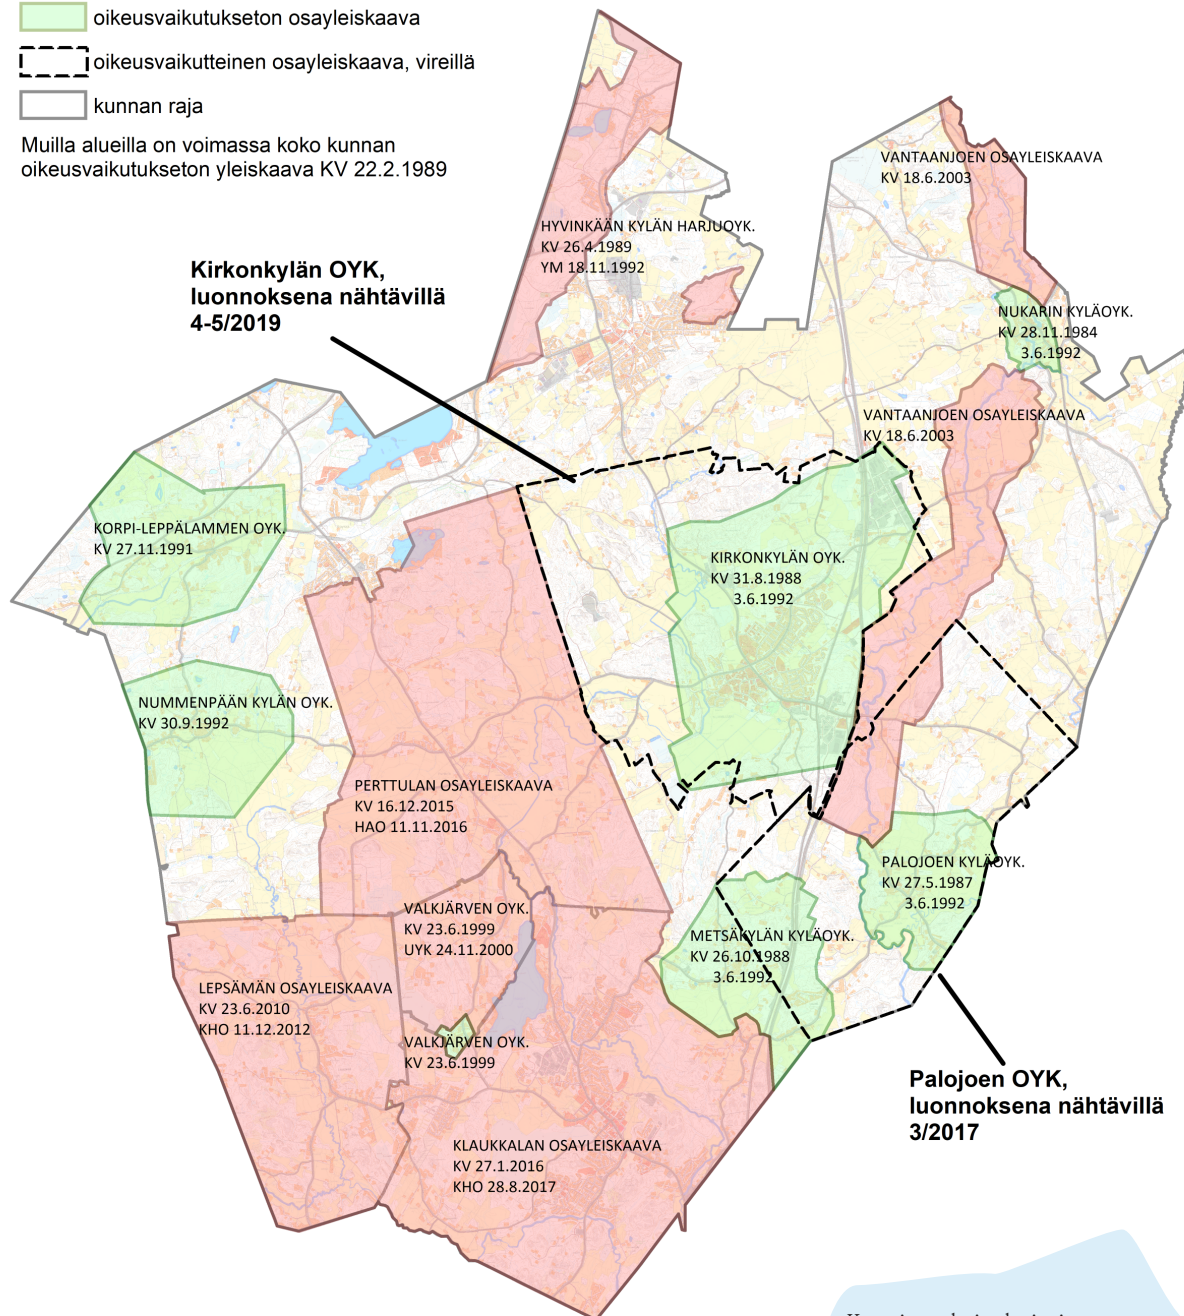 oikeusvaikutukseton osayleiskaava
oikeusvaikutteinen osayleiskaava, vireillä
kunnan raja
Muilla alueilla on voimassa koko kunnan
oikeusvaikutukseton yleiskaava KV 22.2.1989
VANTAANJOEN OSAYLEISKAAVA
KV 18.6.2003
HYVINKÄÄN KYLÄN HARJUOYK.
KV 26.4.1989
YM 18.11.1992
Kirkonkylän OYK,
luonnoksena nähtävillä
4-5/2019
NUKARIN KYLÄOYK.
KV 28.11.1984
3.6.1992
VANTAANJOEN OSAYLEISKAAVA
KV 18.6.2003
KORPI-LEPPÄLAMMEN OYK.
KV 27.11.1991
KIRKONKYLÄN OYK.
KV 31.8.1988
3.6.1992
NUMMENPÄÄN KYLÄN OYK.
KV 30.9.1992
PERTTULAN OSAYLEISKAAVA
KV 16.12.2015
HAO 11.11.2016
PALOJOEN KYLÄOYK.
KV 27.5.1987
3.6.1992
VALKJÄRVEN OYK.
KV 23.6.1999
UYK 24.11.2000
METSÄKYLÄN KYLÄOYK.
KV 26.10.1988
3.6.1992
LEPSÄMÄN OSAYLEISKAAVA
KV 23.6.2010
KHO 11.12.2012
VALKJÄRVEN OYK.
KV 23.6.1999
Palojoen OYK,
luonnoksena nähtävillä
3/2017
KLAUKKALAN OSAYLEISKAAVA
KV 27.1.2016
KHO 28.8.2017